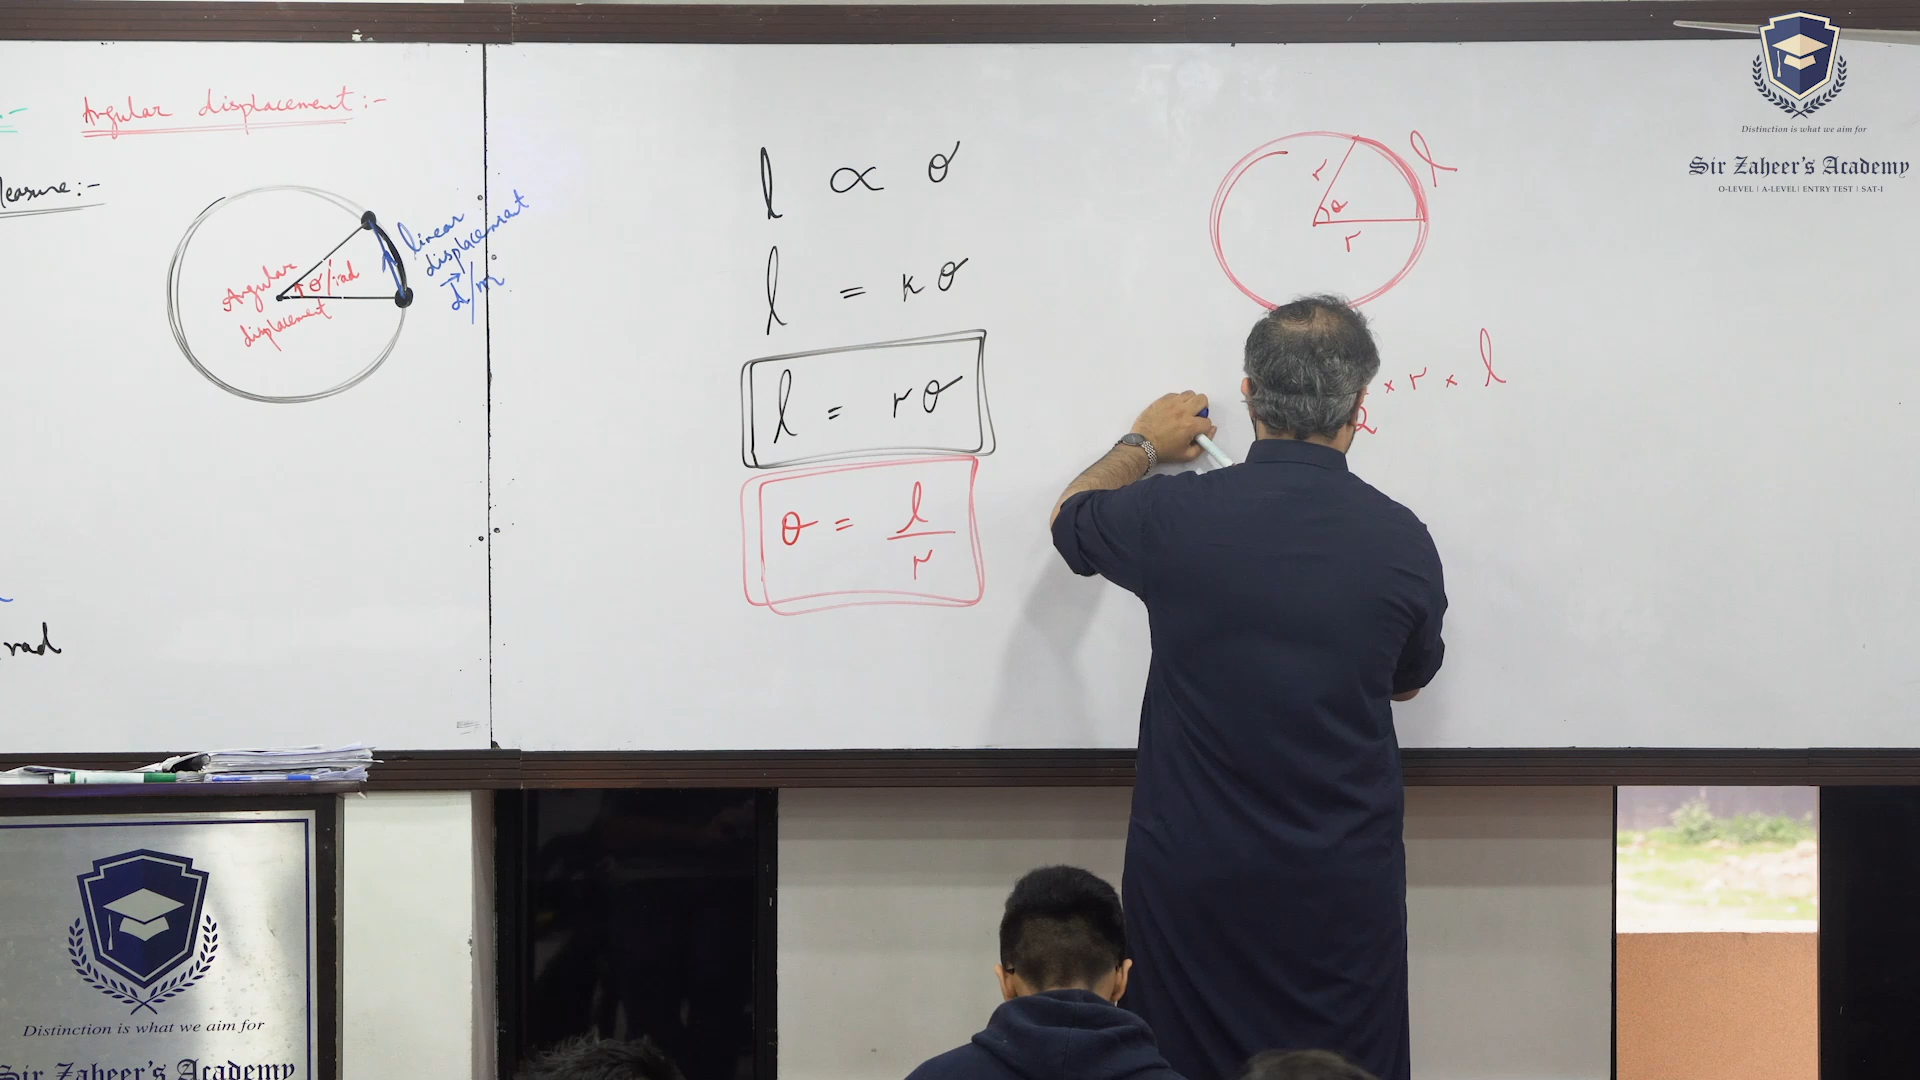 Angular displacement :-
easure :-
Angular
displacement
θ/rad
linear
displacement
d/m
rad
l ∝ θ
l = kθ
l = rθ
θ = l/r
r
θ
r
l
2 × r × l
Distinction is what we aim for
Sir Zaheer's Academy
O-LEVEL | A-LEVEL | ENTRY TEST | SAT-I
Distinction is what we aim for
Sir Zaheer's Academy